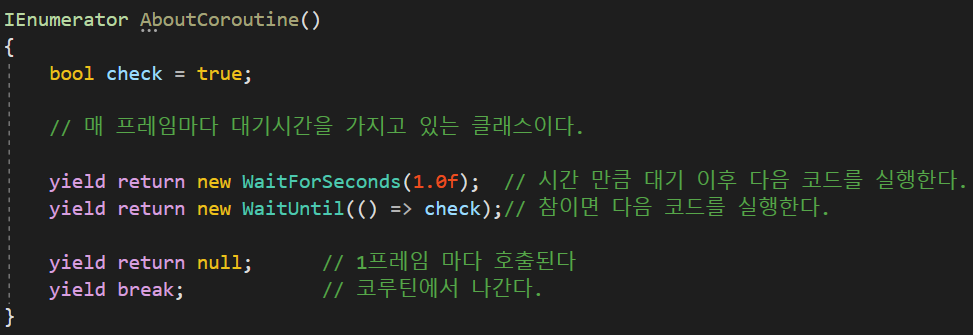 IEnumerator AboutCoroutine()
{
bool check = true;
// 매 프레임마다 대기시간을 가지고 있는 클래스이다.
yield return new WaitForSeconds(1.0f); // 시간 만큼 대기 이후 다음 코드를 실행한다.
yield return new WaitUntil(() => check);// 참이면 다음 코드를 실행한다.
yield return null; // 1프레임 마다 호출된다
yield break; // 코루틴에서 나간다.
}